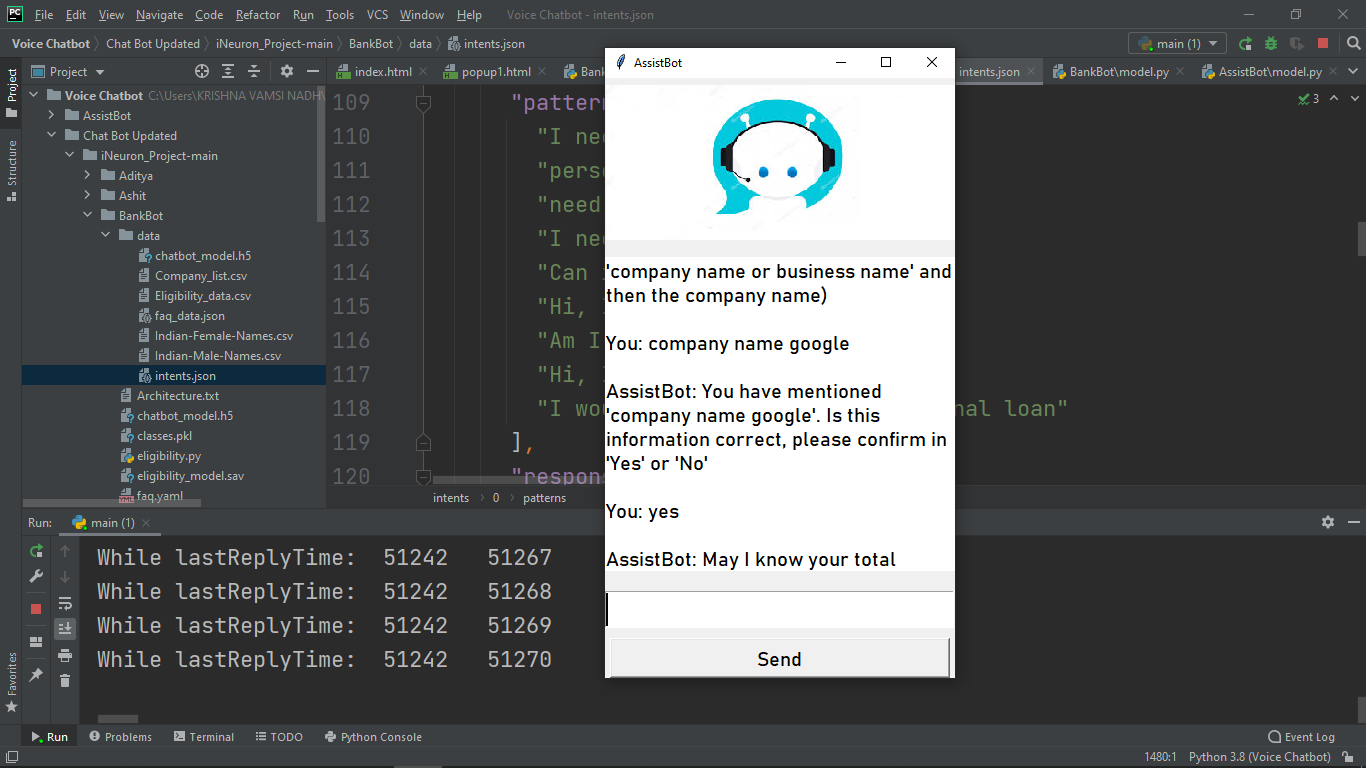 PC File Edit View Navigate Code Refactor Run Tools VCS Window Help Voice Chatbot - intents.json
Voice Chatbot Chat Bot Updated iNeuron_Project-main BankBot data intents.json main (1)
Project index.html popup1.html Bank intents.json BankBot\model.py AssistBot\model.py
Project
Structure
Favorites
Voice Chatbot C:\Users\KRISHNA VAMSI NADH\
AssistBot
Chat Bot Updated
iNeuron_Project-main
Aditya
Ashit
BankBot
data
chatbot_model.h5
Company_list.csv
Eligibility_data.csv
faq_data.json
Indian-Female-Names.csv
Indian-Male-Names.csv
intents.json
Architecture.txt
chatbot_model.h5
classes.pkl
eligibility.py
eligibility_model.sav
faq.yaml
3
109 "pattern
110 "I nee
111 "perso
112 "need
113 "I nee
114 "Can
115 "Hi,
116 "Am I
117 "Hi,
118 "I wou nal loan"
119 ],
120 "respons
intents 0 patterns
AssistBot
'company name or business name' and
then the company name)
You: company name google
AssistBot: You have mentioned
'company name google'. Is this
information correct, please confirm in
'Yes' or 'No'
You: yes
AssistBot: May I know your total
Send
Run: main (1)
While lastReplyTime: 51242 51267
While lastReplyTime: 51242 51268
While lastReplyTime: 51242 51269
While lastReplyTime: 51242 51270
Run Problems Terminal TODO Python Console Event Log
1480:1 Python 3.8 (Voice Chatbot)